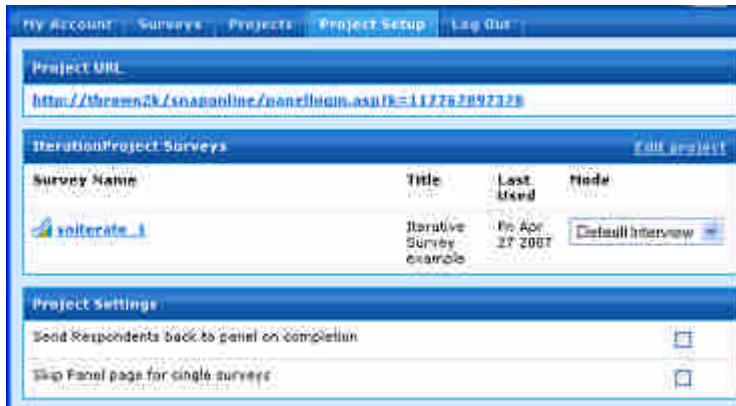 My Account Surveys Projects Project Setup Log Out
Project URL
http://tbrown2k/snaponline/panellogin.asp?k=117762897328
IterationProject Surveys Edit project
Survey Name Title Last Used Mode
soiterate_1 Iterative Survey example Fri Apr 27 2007 Default Interview
Project Settings
Send Respondents back to panel on completion
Skip Panel page for single surveys